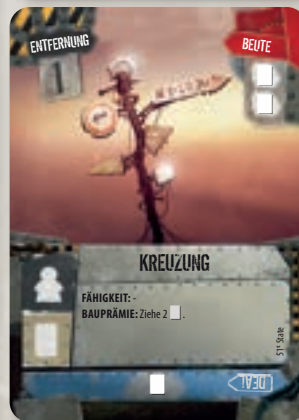 ENTFERNUNG
BEUTE
1
KREUZUNG
FÄHIGKEIT: -
BAUPRÄMIE: Ziehe 2 .
51st State
DEAL